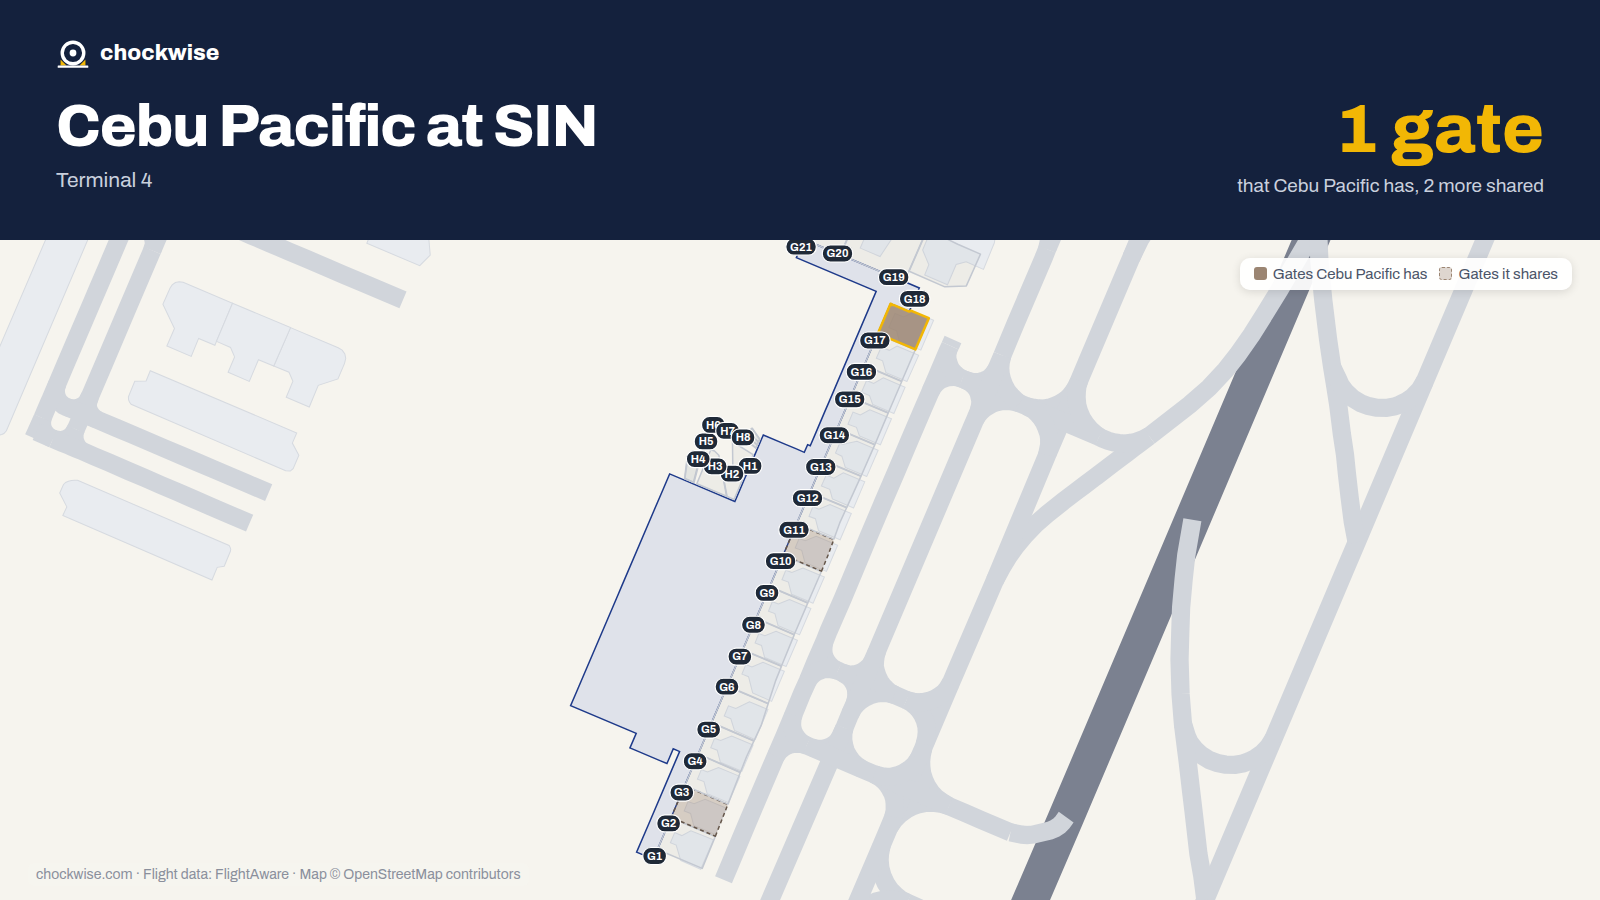 chockwise
Cebu Pacific at SIN
Terminal 4
1 gate
that Cebu Pacific has, 2 more shared
Gates Cebu Pacific has
Gates it shares
G21
G20
G19
G18
G17
G16
G15
G14
G13
G12
G11
G10
G9
G8
G7
G6
G5
G4
G3
G2
G1
H6
H7
H8
H5
H4
H3
H2
H1
chockwise.com · Flight data: FlightAware · Map © OpenStreetMap contributors